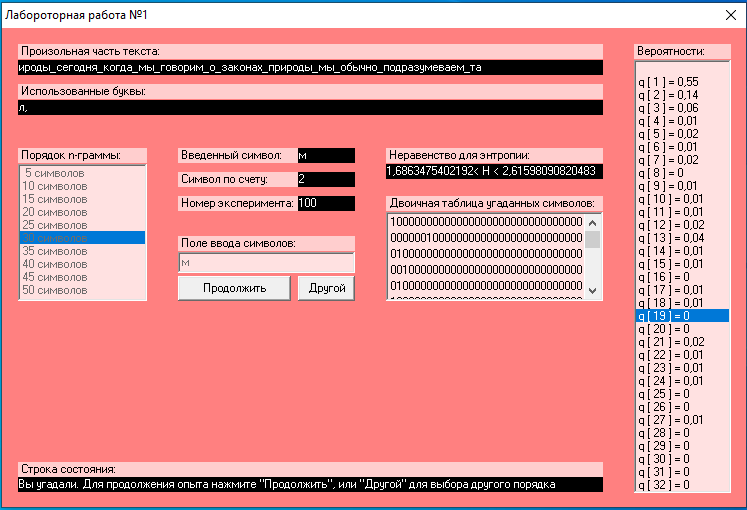 Лабороторная работа №1
Произольная часть текста:
ироды_сегодня_когда_мы_говорим_о_законах_природы_мы_обычно_подразумеваем_та
Использованные буквы:
л,
Порядок n-граммы:
5 символов
10 символов
15 символов
20 символов
25 символов
символов
35 символов
40 символов
45 символов
50 символов
Введенный символ: м
Символ по счету: 2
Номер эксперимента: 100
Поле ввода символов:
м
Продолжить
Другой
Неравенство для энтропии:
1,6863475402192< H < 2,61598090820483
Двоичная таблица угаданных символов:
10000000000000000000000000000000
00000010000000000000000000000000
01000000000000000000000000000000
00100000000000000000000000000000
01000000000000000000000000000000
Вероятности:
q [ 1 ] = 0,55
q [ 2 ] = 0,14
q [ 3 ] = 0,06
q [ 4 ] = 0,01
q [ 5 ] = 0,02
q [ 6 ] = 0,01
q [ 7 ] = 0,02
q [ 8 ] = 0
q [ 9 ] = 0,01
q [ 10 ] = 0,01
q [ 11 ] = 0,01
q [ 12 ] = 0,02
q [ 13 ] = 0,04
q [ 14 ] = 0,01
q [ 15 ] = 0,01
q [ 16 ] = 0
q [ 17 ] = 0,01
q [ 18 ] = 0,01
q [ 19 ] = 0
q [ 20 ] = 0
q [ 21 ] = 0,02
q [ 22 ] = 0,01
q [ 23 ] = 0,01
q [ 24 ] = 0,01
q [ 25 ] = 0
q [ 26 ] = 0
q [ 27 ] = 0,01
q [ 28 ] = 0
q [ 29 ] = 0
q [ 30 ] = 0
q [ 31 ] = 0
q [ 32 ] = 0
Строка состояния:
Вы угадали. Для продолжения опыта нажмите "Продолжить", или "Другой" для выбора другого порядка